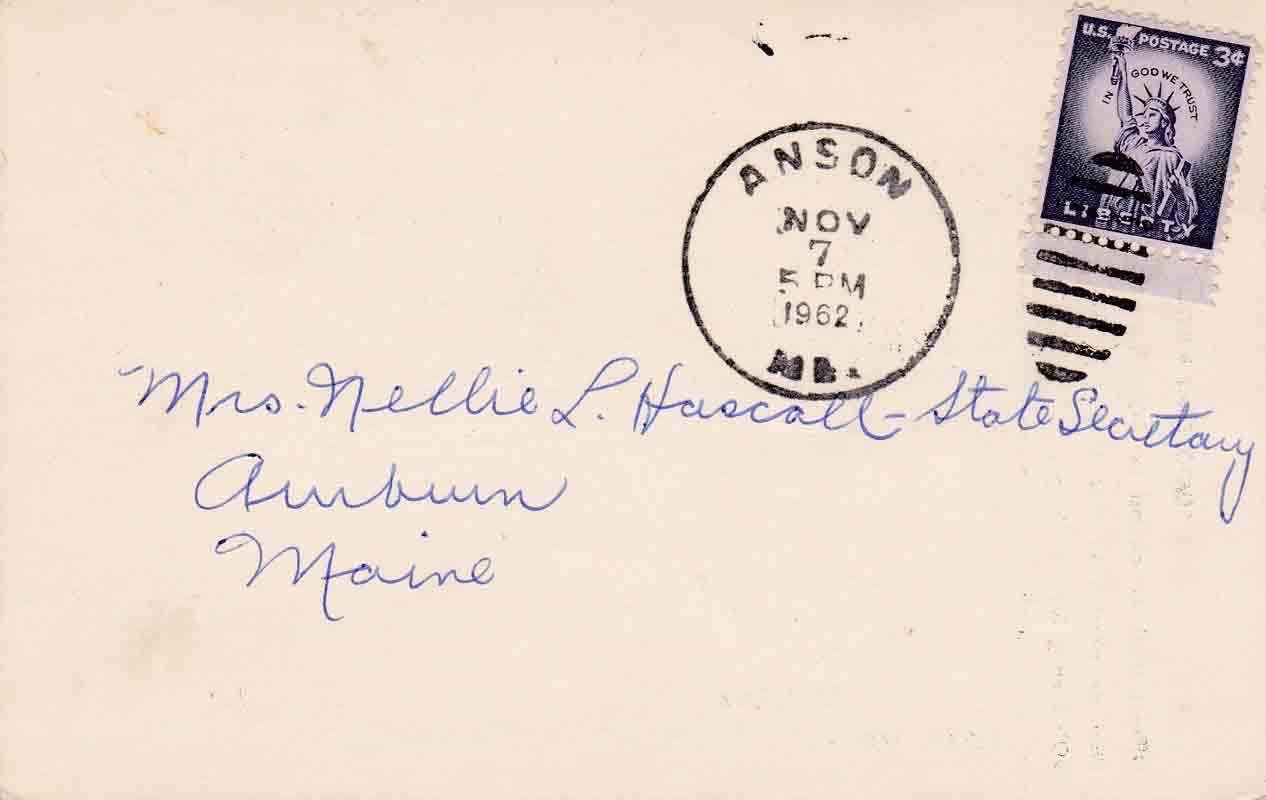 U.S. POSTAGE 3¢
IN GOD WE TRUST
LIBERTY
ANSON
NOV
7
5 PM
1962
ME.
Mrs. Nellie L. Hascall - State Secretary
Auburn
Maine